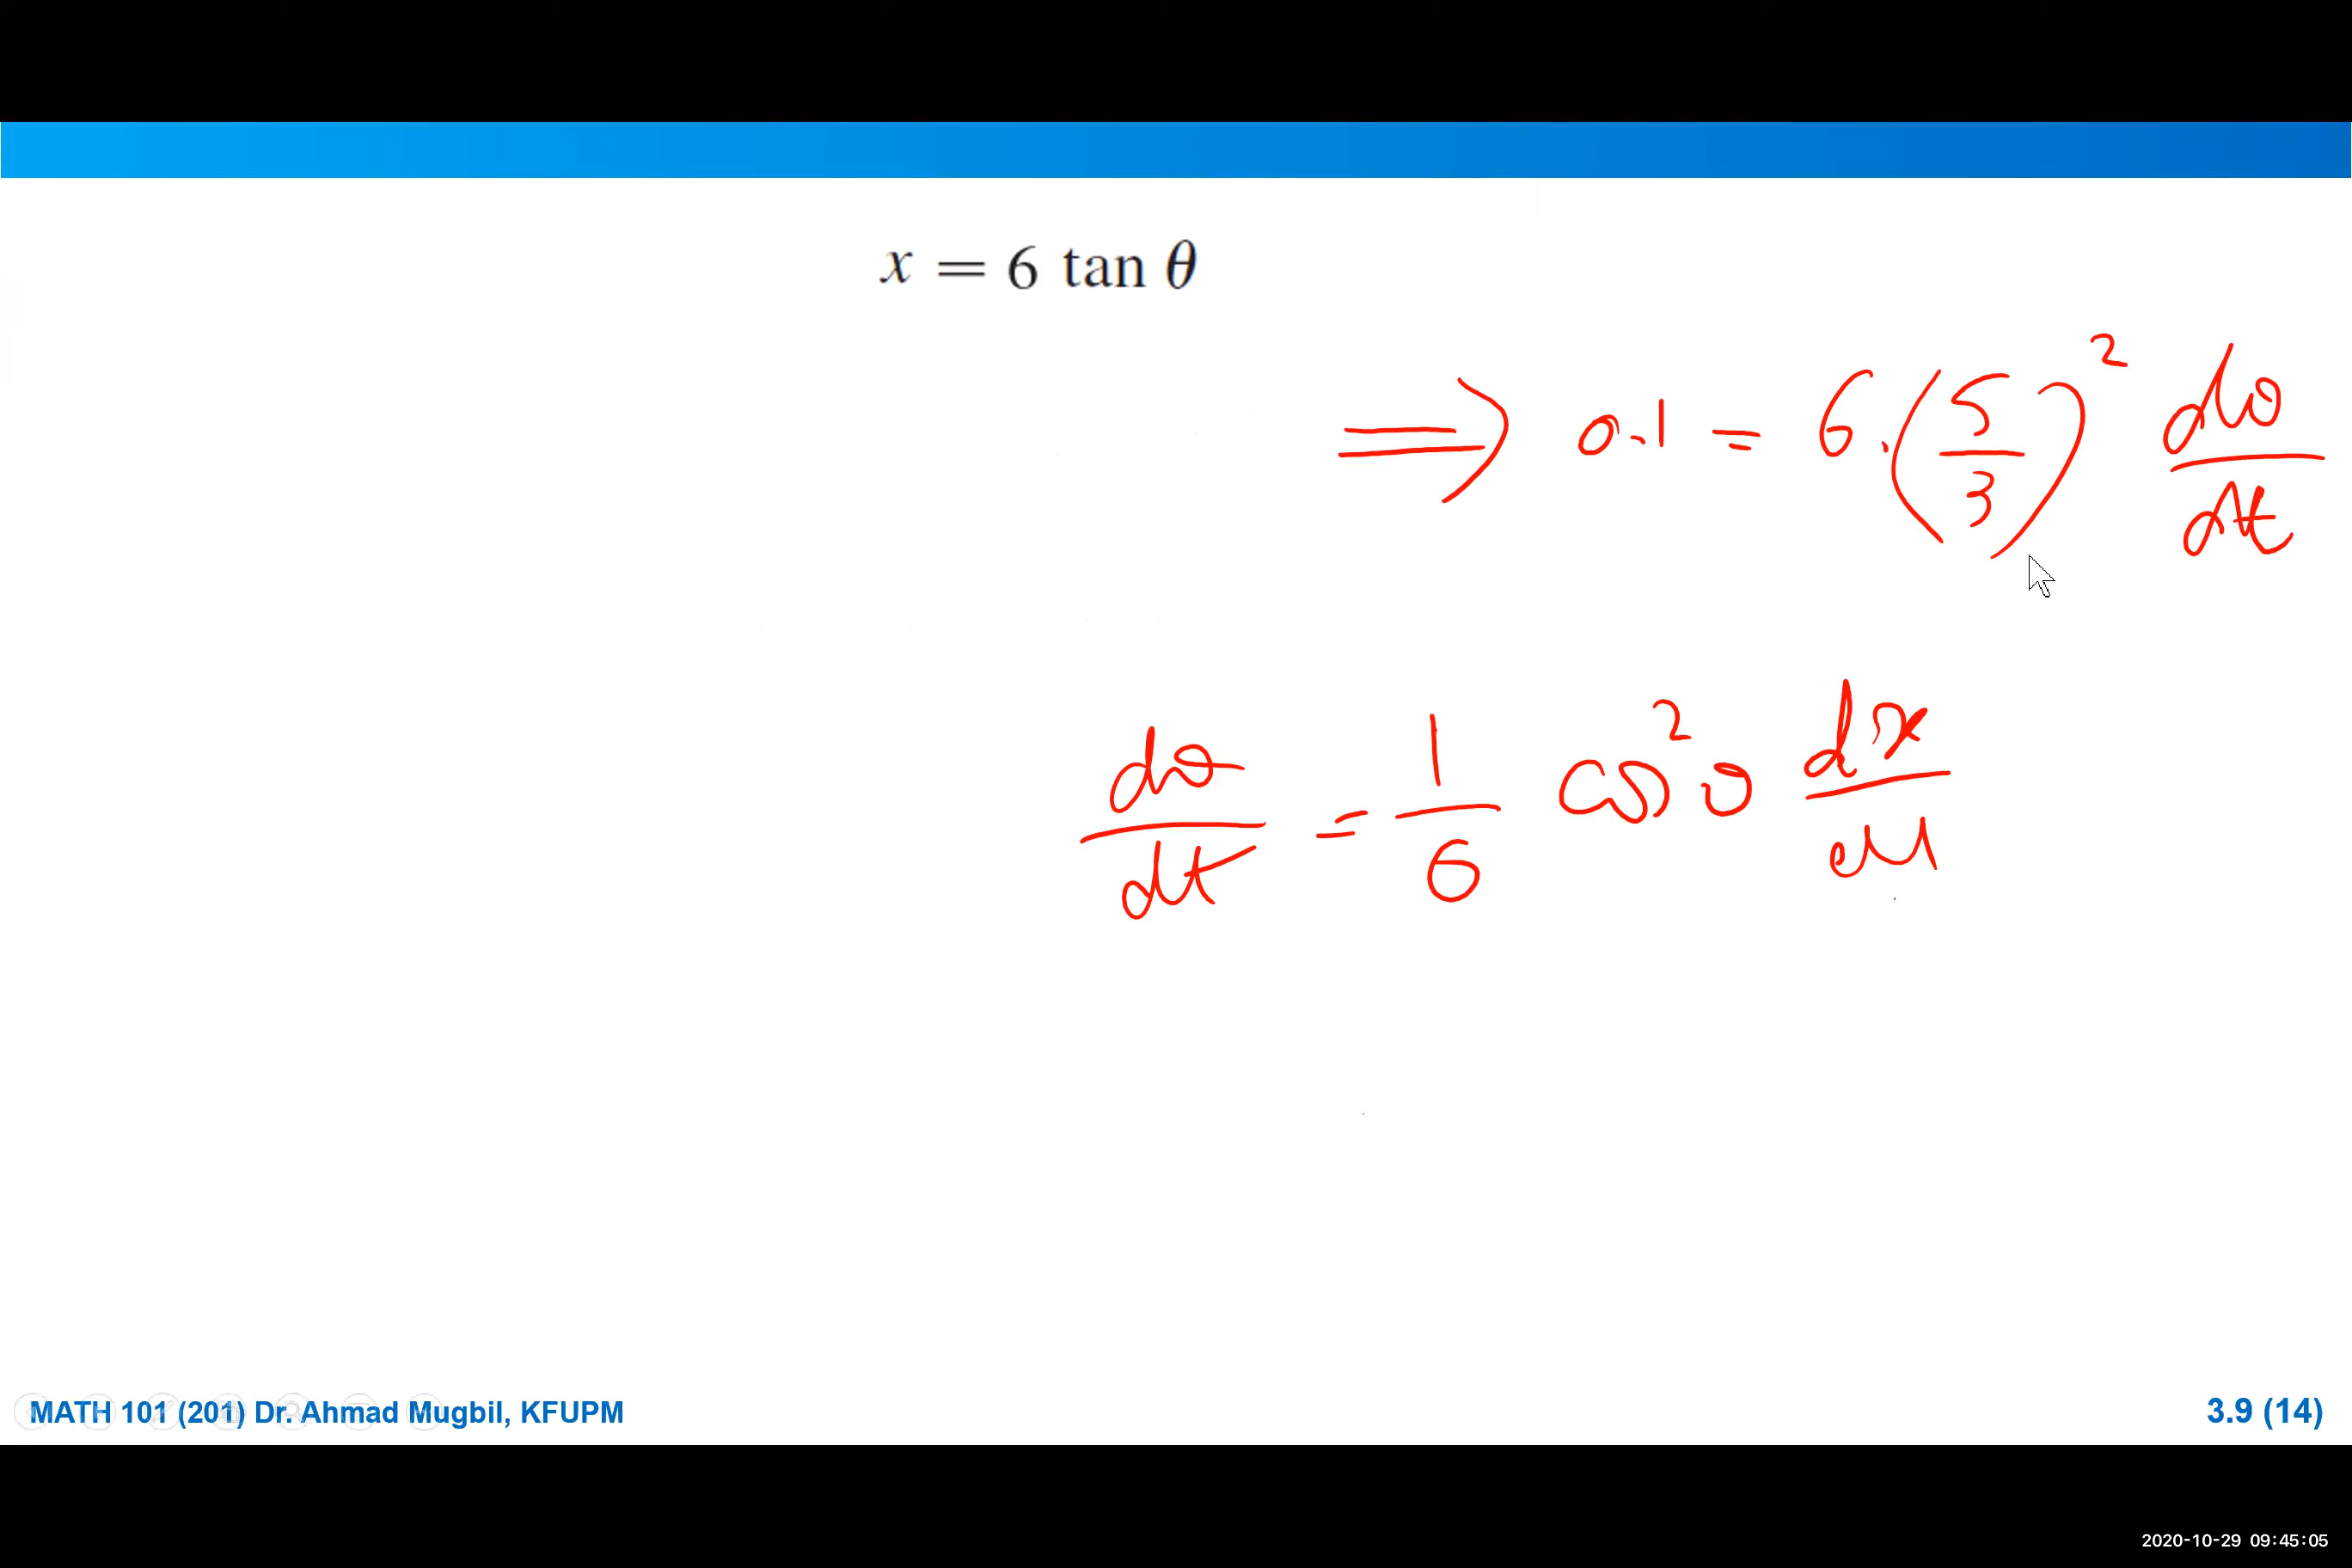 x = 6 tan θ
⟹ 0.1 = 6 · (5/3)² dθ/dt
dθ/dt = 1/6 cos² θ dx/dt
MATH 101 (201) Dr. Ahmad Mugbil, KFUPM
3.9 (14)
2020-10-29 09:45:05